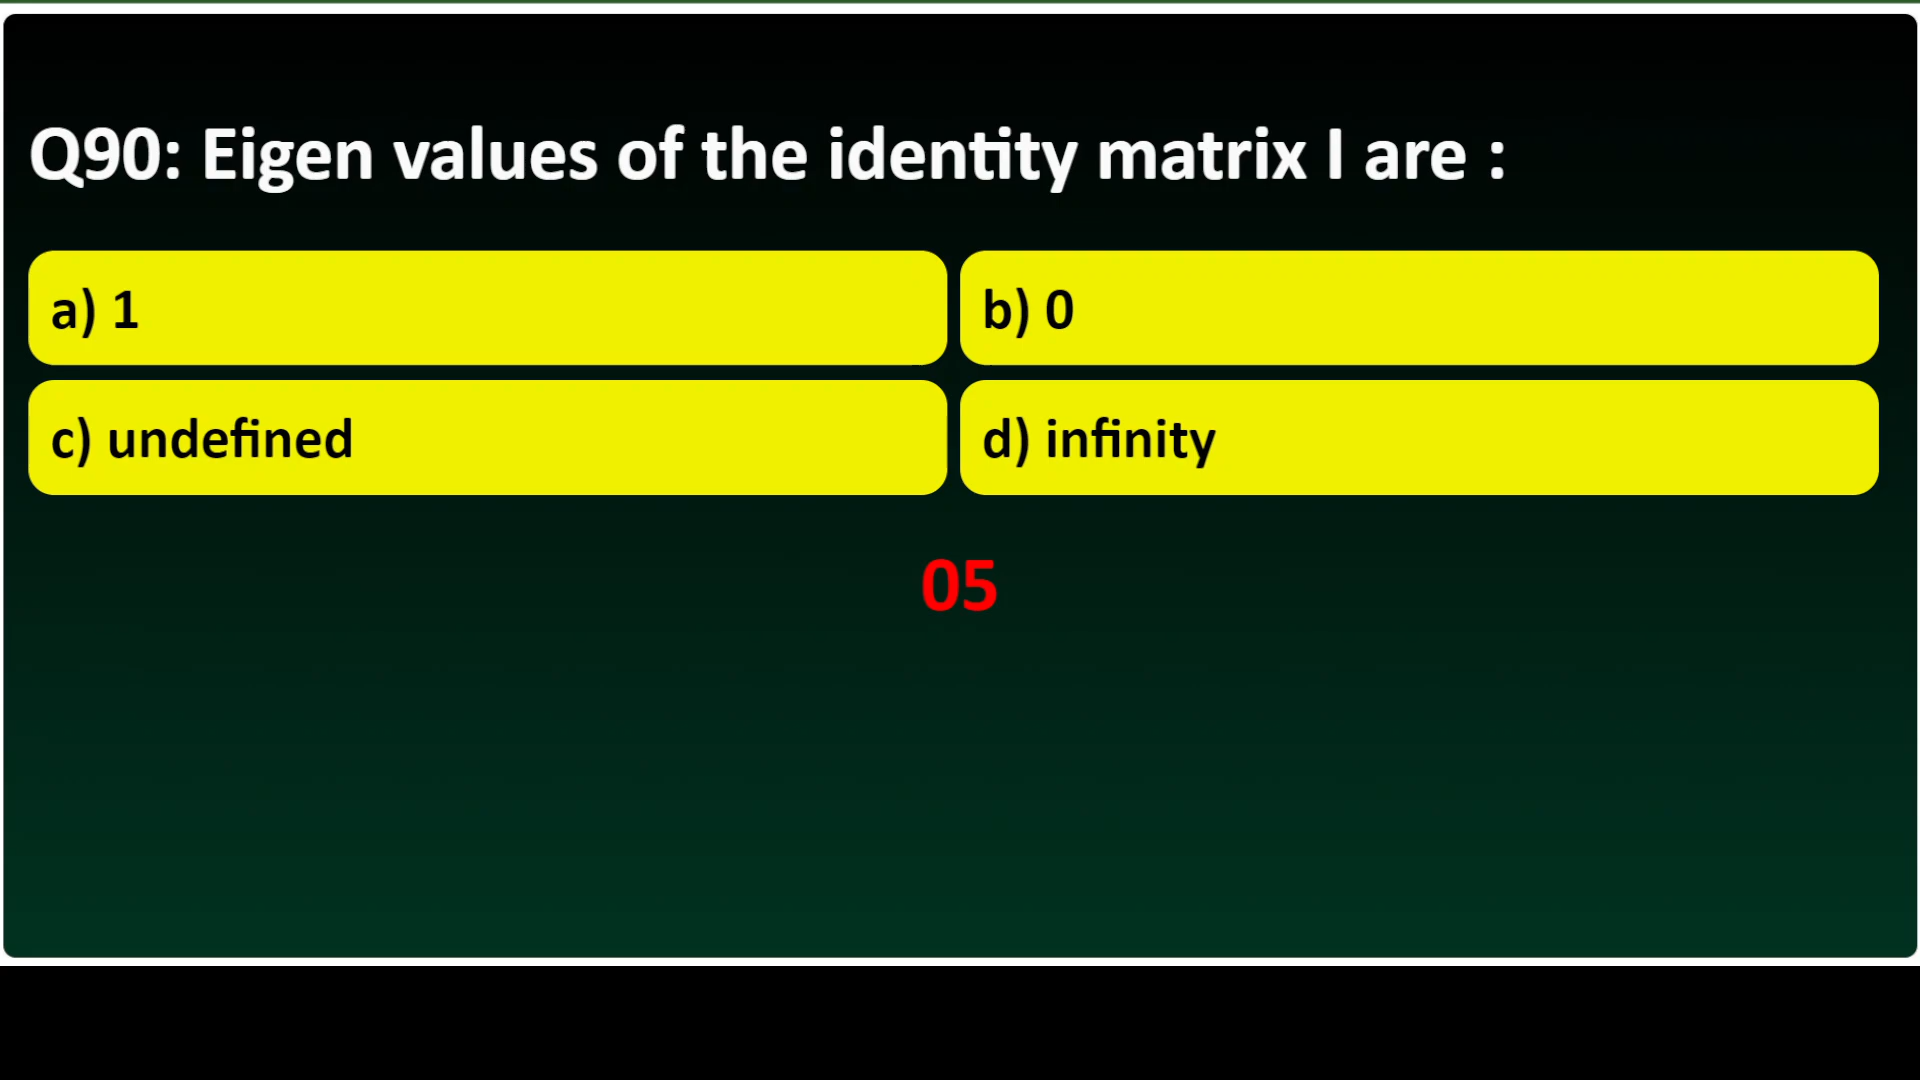 Q90: Eigen values of the identity matrix I are :
a) 1
b) 0
c) undefined
d) infinity
05